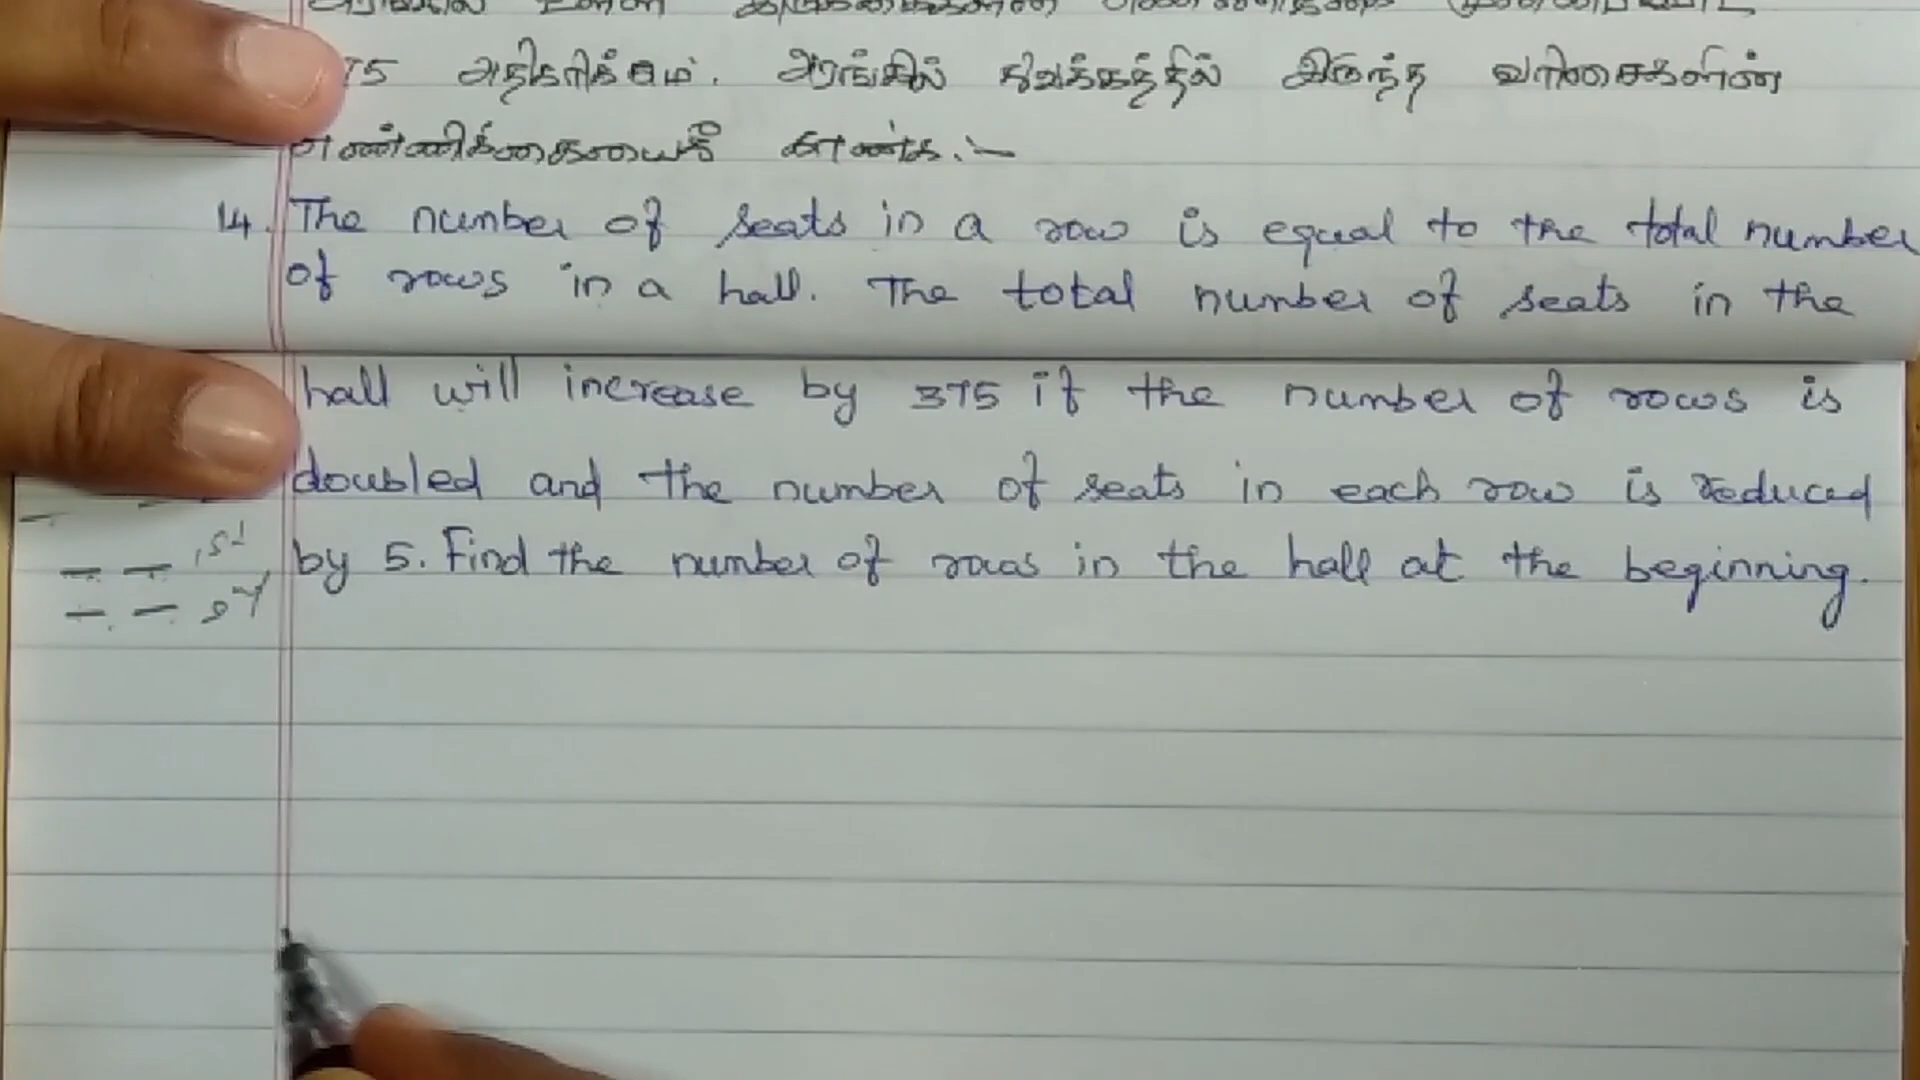 75 அதிகரிக்கும். அரங்கில் துவக்கத்தில் இருந்த வரிசைகளின்
எண்ணிக்கையைக் காண்க.
14. The number of seats in a row is equal to the total number
of rows in a hall. The total number of seats in the
hall will increase by 375 if the number of rows is
doubled and the number of seats in each row is reduced
by 5. Find the number of rows in the hall at the beginning.